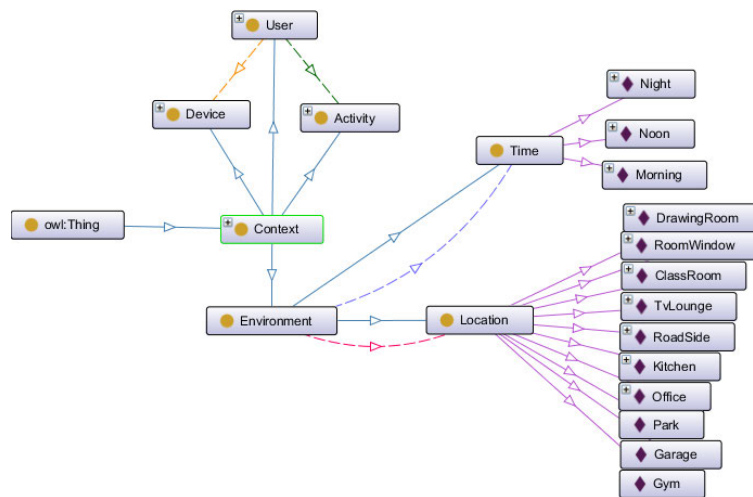 User
Device
Activity
Night
Noon
Time
Morning
owl:Thing
Context
DrawingRoom
RoomWindow
ClassRoom
TvLounge
Environment
Location
RoadSide
Kitchen
Office
Park
Garage
Gym